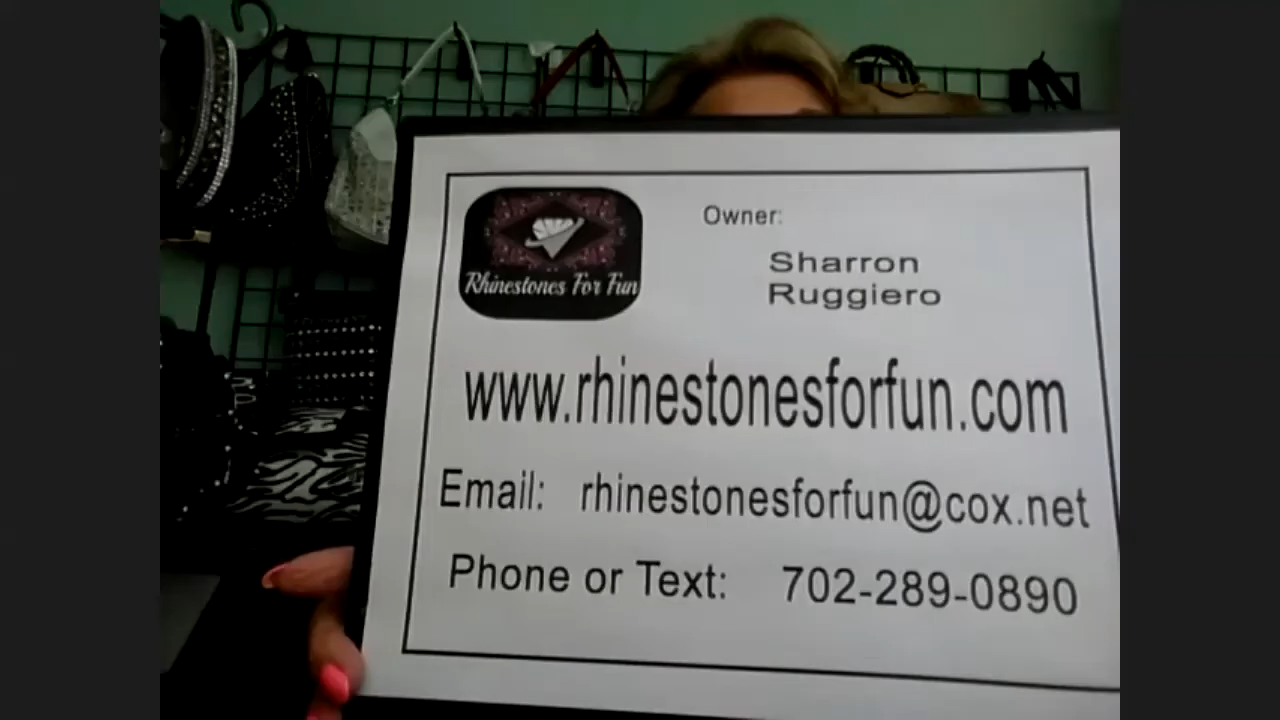 Rhinestones For Fun
Owner:
Sharron
Ruggiero
www.rhinestonesforfun.com
Email: rhinestonesforfun@cox.net
Phone or Text: 702-289-0890